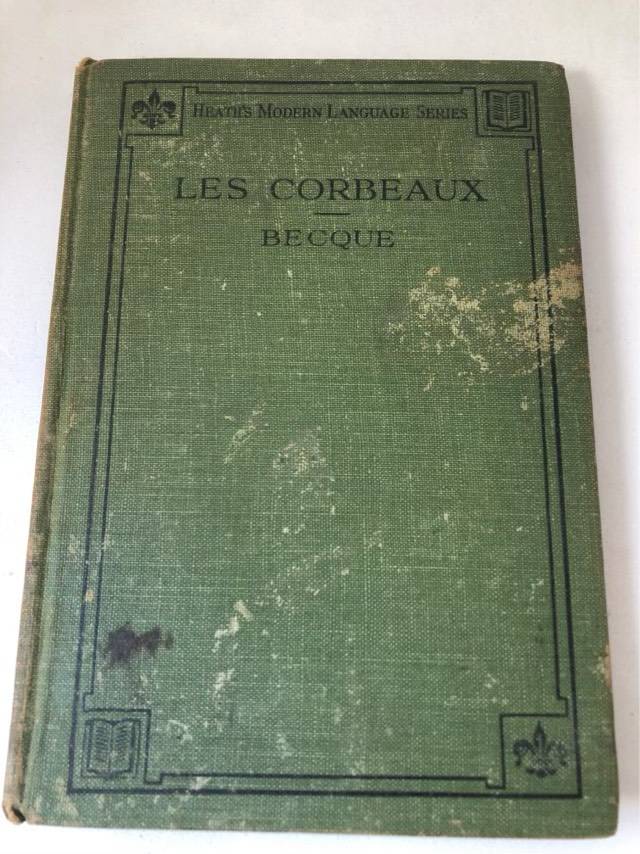 HEATH'S MODERN LANGUAGE SERIES
LES CORBEAUX
BECQUE